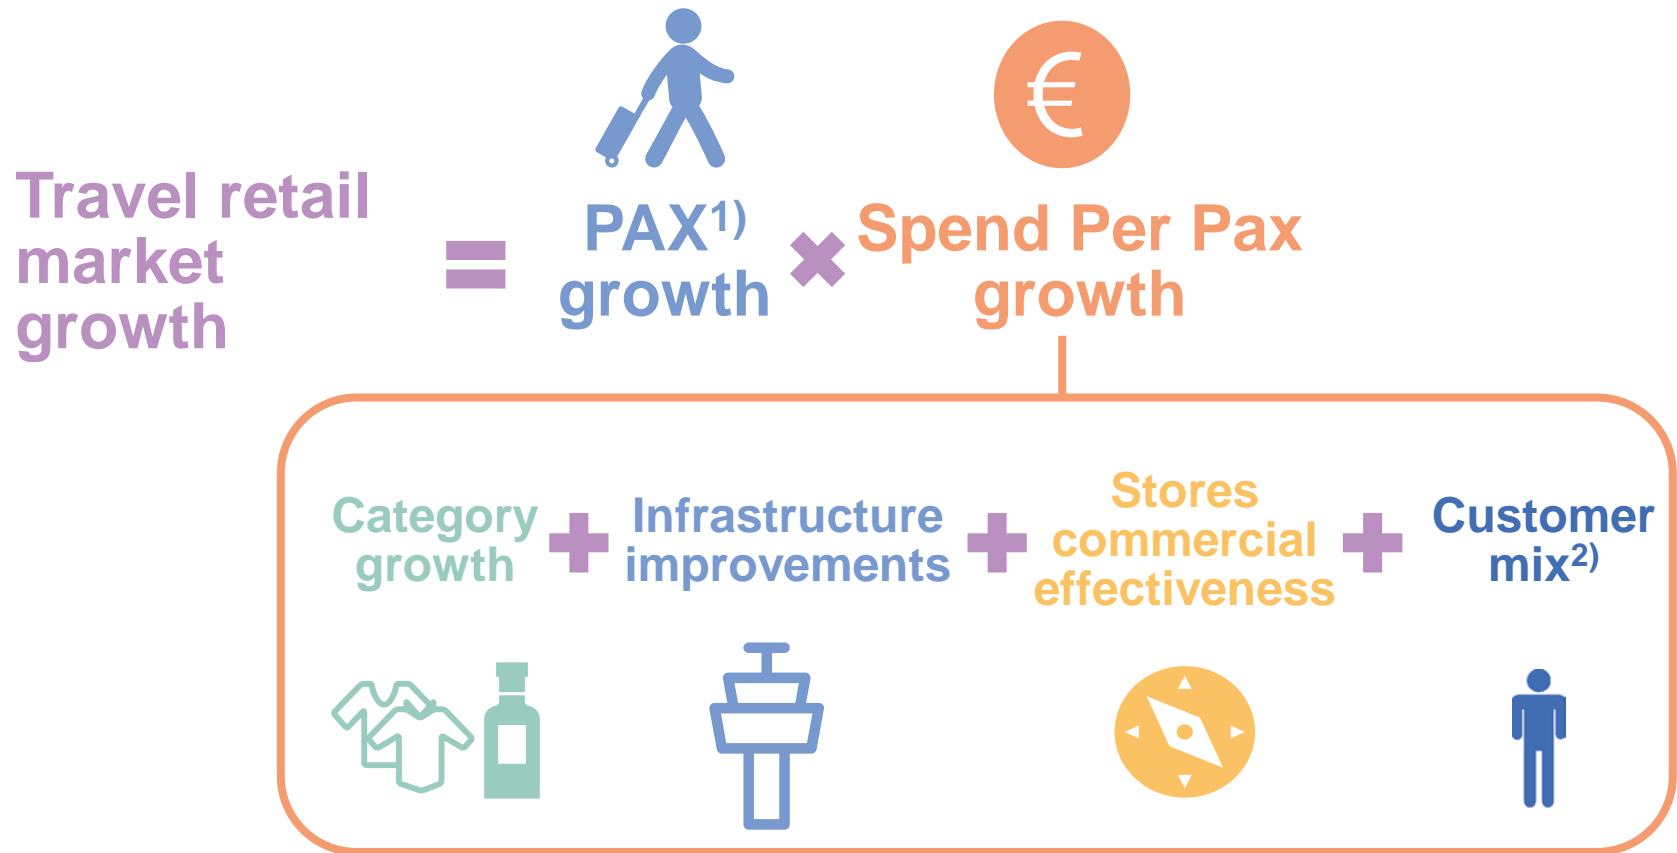 Travel retail
market
growth
=
PAX1)
growth
✖
Spend Per Pax
growth
€
Category
growth
+
Infrastructure
improvements
+
Stores
commercial
effectiveness
+
Customer
mix2)